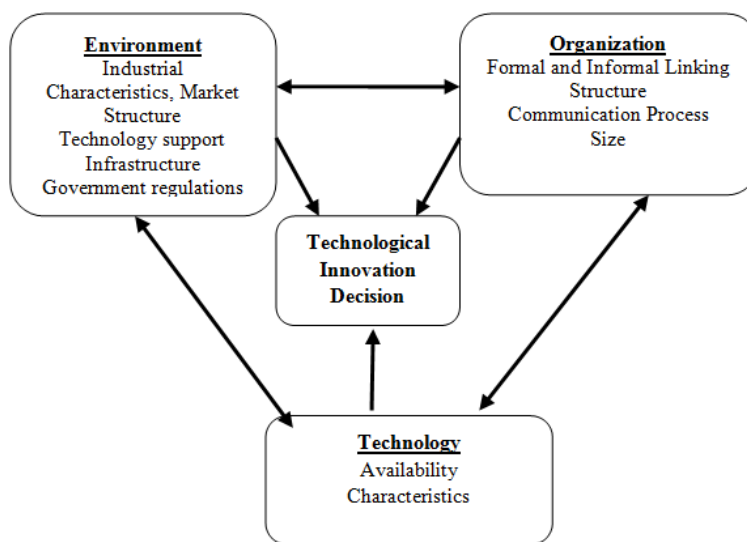 Environment
Industrial
Characteristics, Market
Structure
Technology support
Infrastructure
Government regulations
Organization
Formal and Informal Linking
Structure
Communication Process
Size
Technological
Innovation
Decision
Technology
Availability
Characteristics